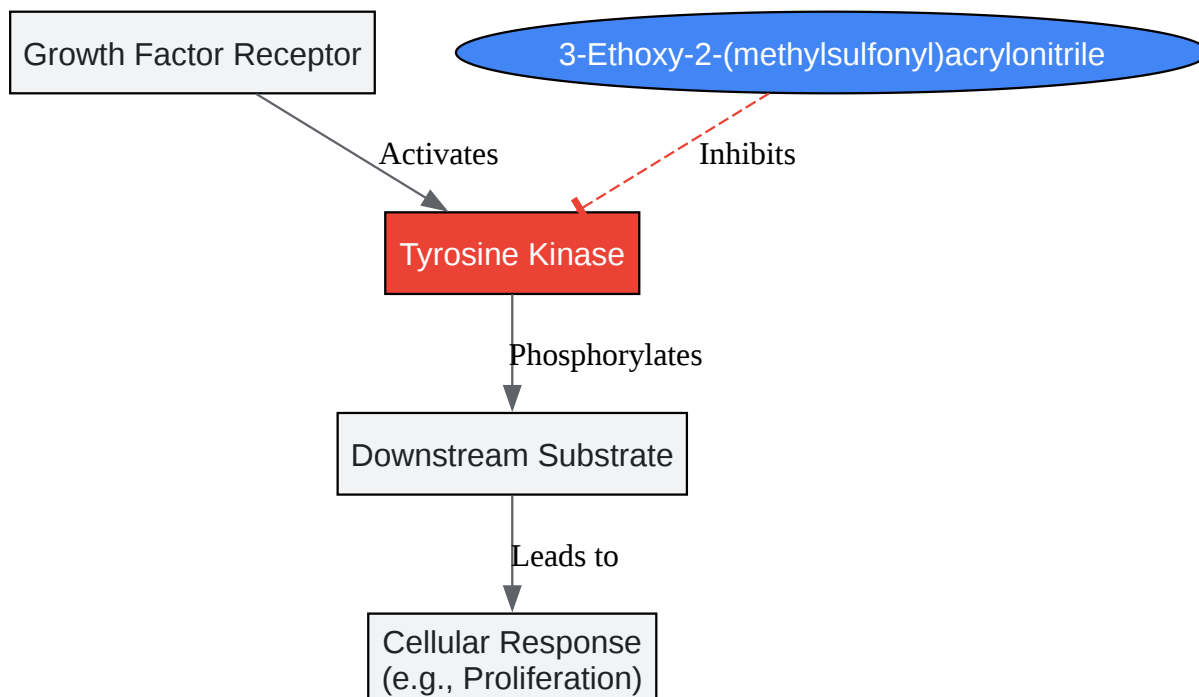 Growth Factor Receptor
3-Ethoxy-2-(methylsulfonyl)acrylonitrile
Activates
Inhibits
Tyrosine Kinase
Phosphorylates
Downstream Substrate
Leads to
Cellular Response
(e.g., Proliferation)